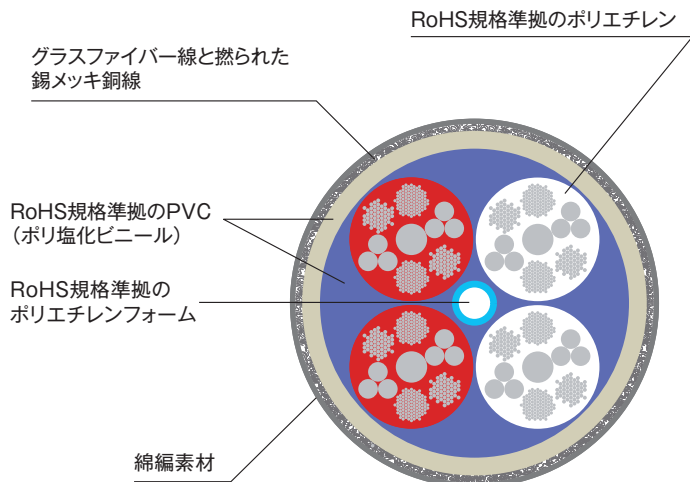 RoHS規格準拠のポリエチレン
グラスファイバー線と撚られた
錫メッキ銅線
RoHS規格準拠のPVC
（ポリ塩化ビニール）
RoHS規格準拠の
ポリエチレンフォーム
綿編素材